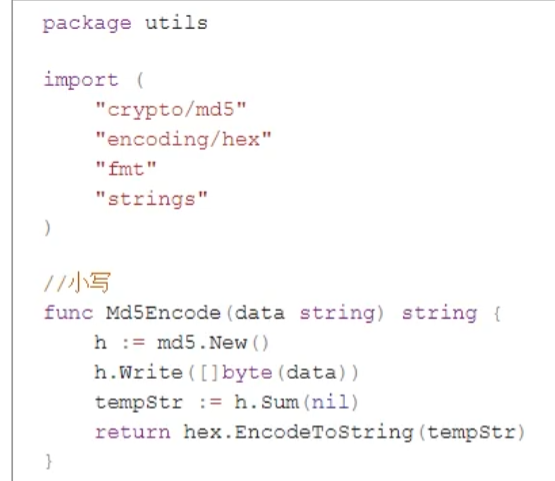 package utils
import (
"crypto/md5"
"encoding/hex"
"fmt"
"strings"
)
//小写
func Md5Encode(data string) string {
h := md5.New()
h.Write([]byte(data))
tempStr := h.Sum(nil)
return hex.EncodeToString(tempStr)
}